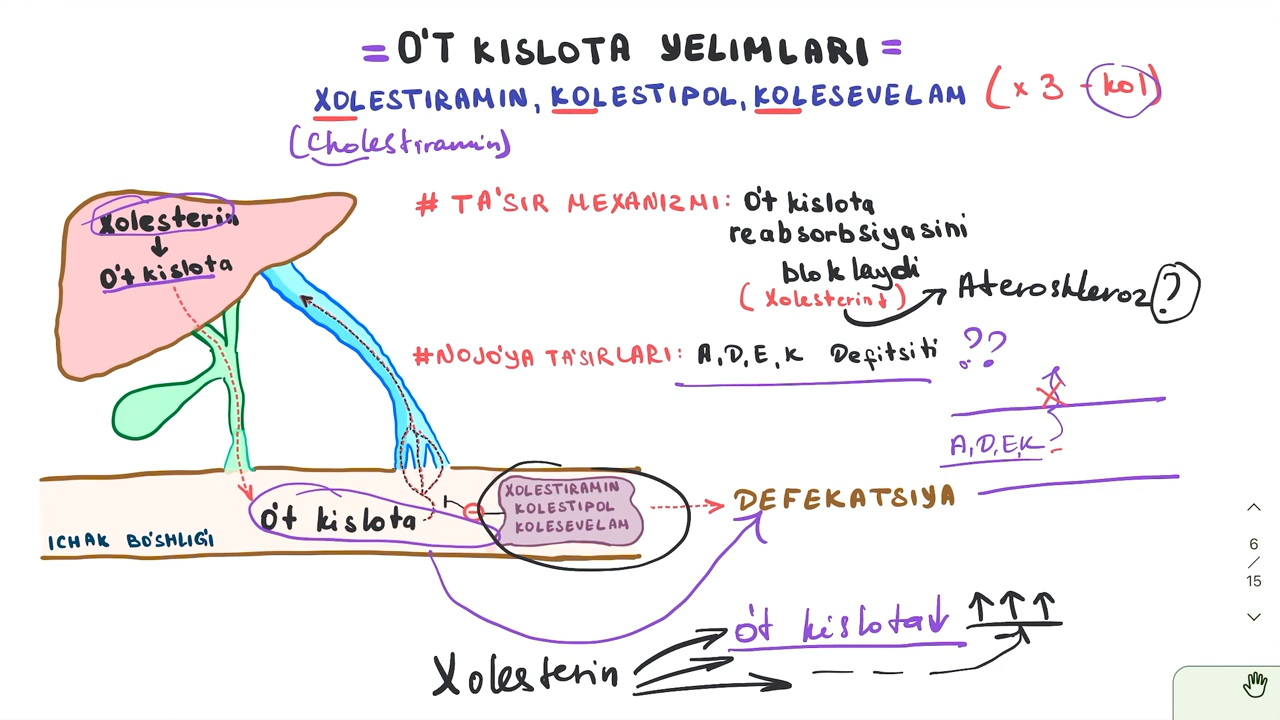 = O'T KISLOTA YELIMLARI =
XOLESTIRAMIN, KOLESTIPOL, KOLESEVELAM (x 3 - kol)
(Cholestiramin)
# TA'SIR MEXANIZMI: O't kislota
reabsorbsiyasini
bloklaydi
(Xolesterin↓)
Ateroskleroz?
#NOJO'YA TA'SIRLARI: A, D, E, K Defitsiti ??
A, D, E, K
Xolesterin
O't kislota
O't kislota
ICHAK BO'SHLIG'I
XOLESTIRAMIN
KOLESTIPOL
KOLESEVELAM
DEFEKATSIYA
o't kislota↓ ↑↑↑
Xolesterin
6
/
15